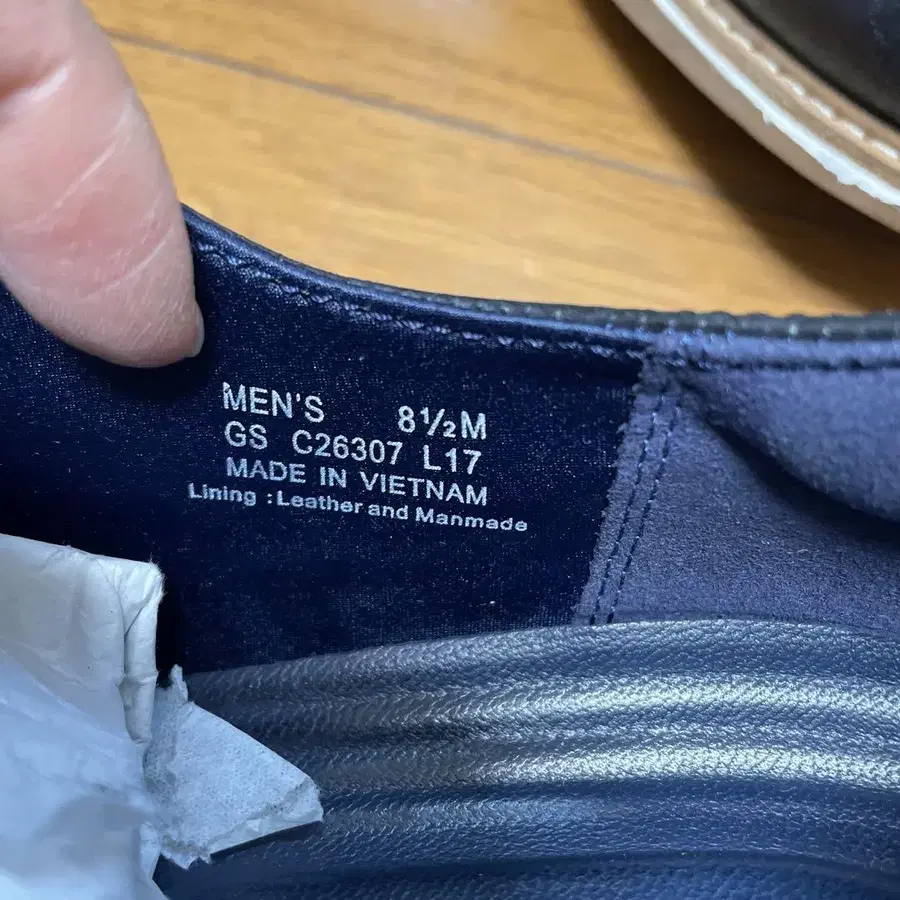 MEN'S 8½M
GS C26307 L17
MADE IN VIETNAM
Lining :Leather and Manmade